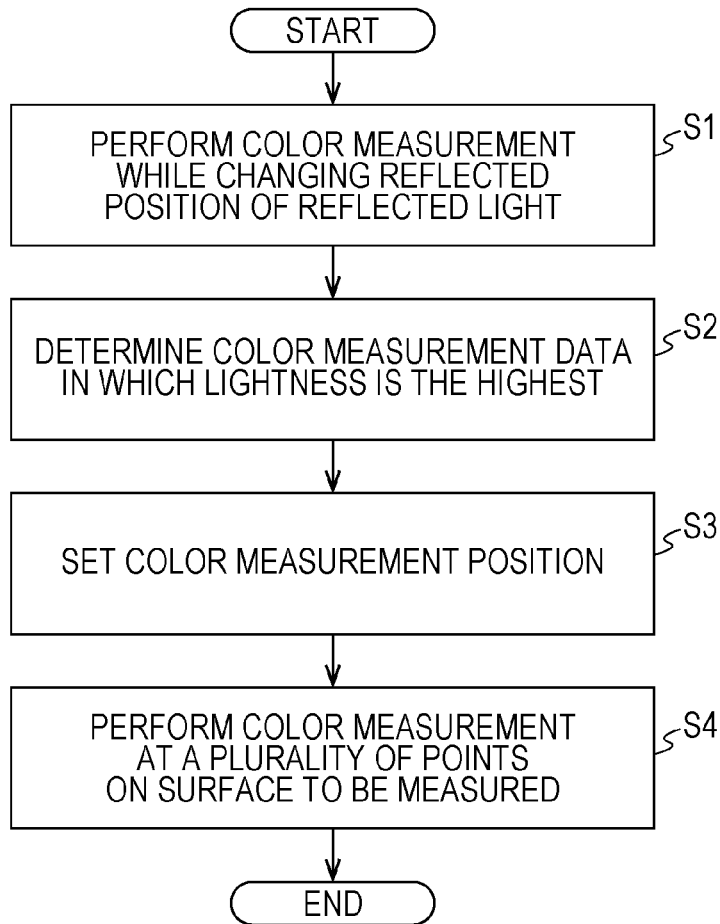 START
PERFORM COLOR MEASUREMENT
WHILE CHANGING REFLECTED
POSITION OF REFLECTED LIGHT
S1
DETERMINE COLOR MEASUREMENT DATA
IN WHICH LIGHTNESS IS THE HIGHEST
S2
SET COLOR MEASUREMENT POSITION
S3
PERFORM COLOR MEASUREMENT
AT A PLURALITY OF POINTS
ON SURFACE TO BE MEASURED
S4
END